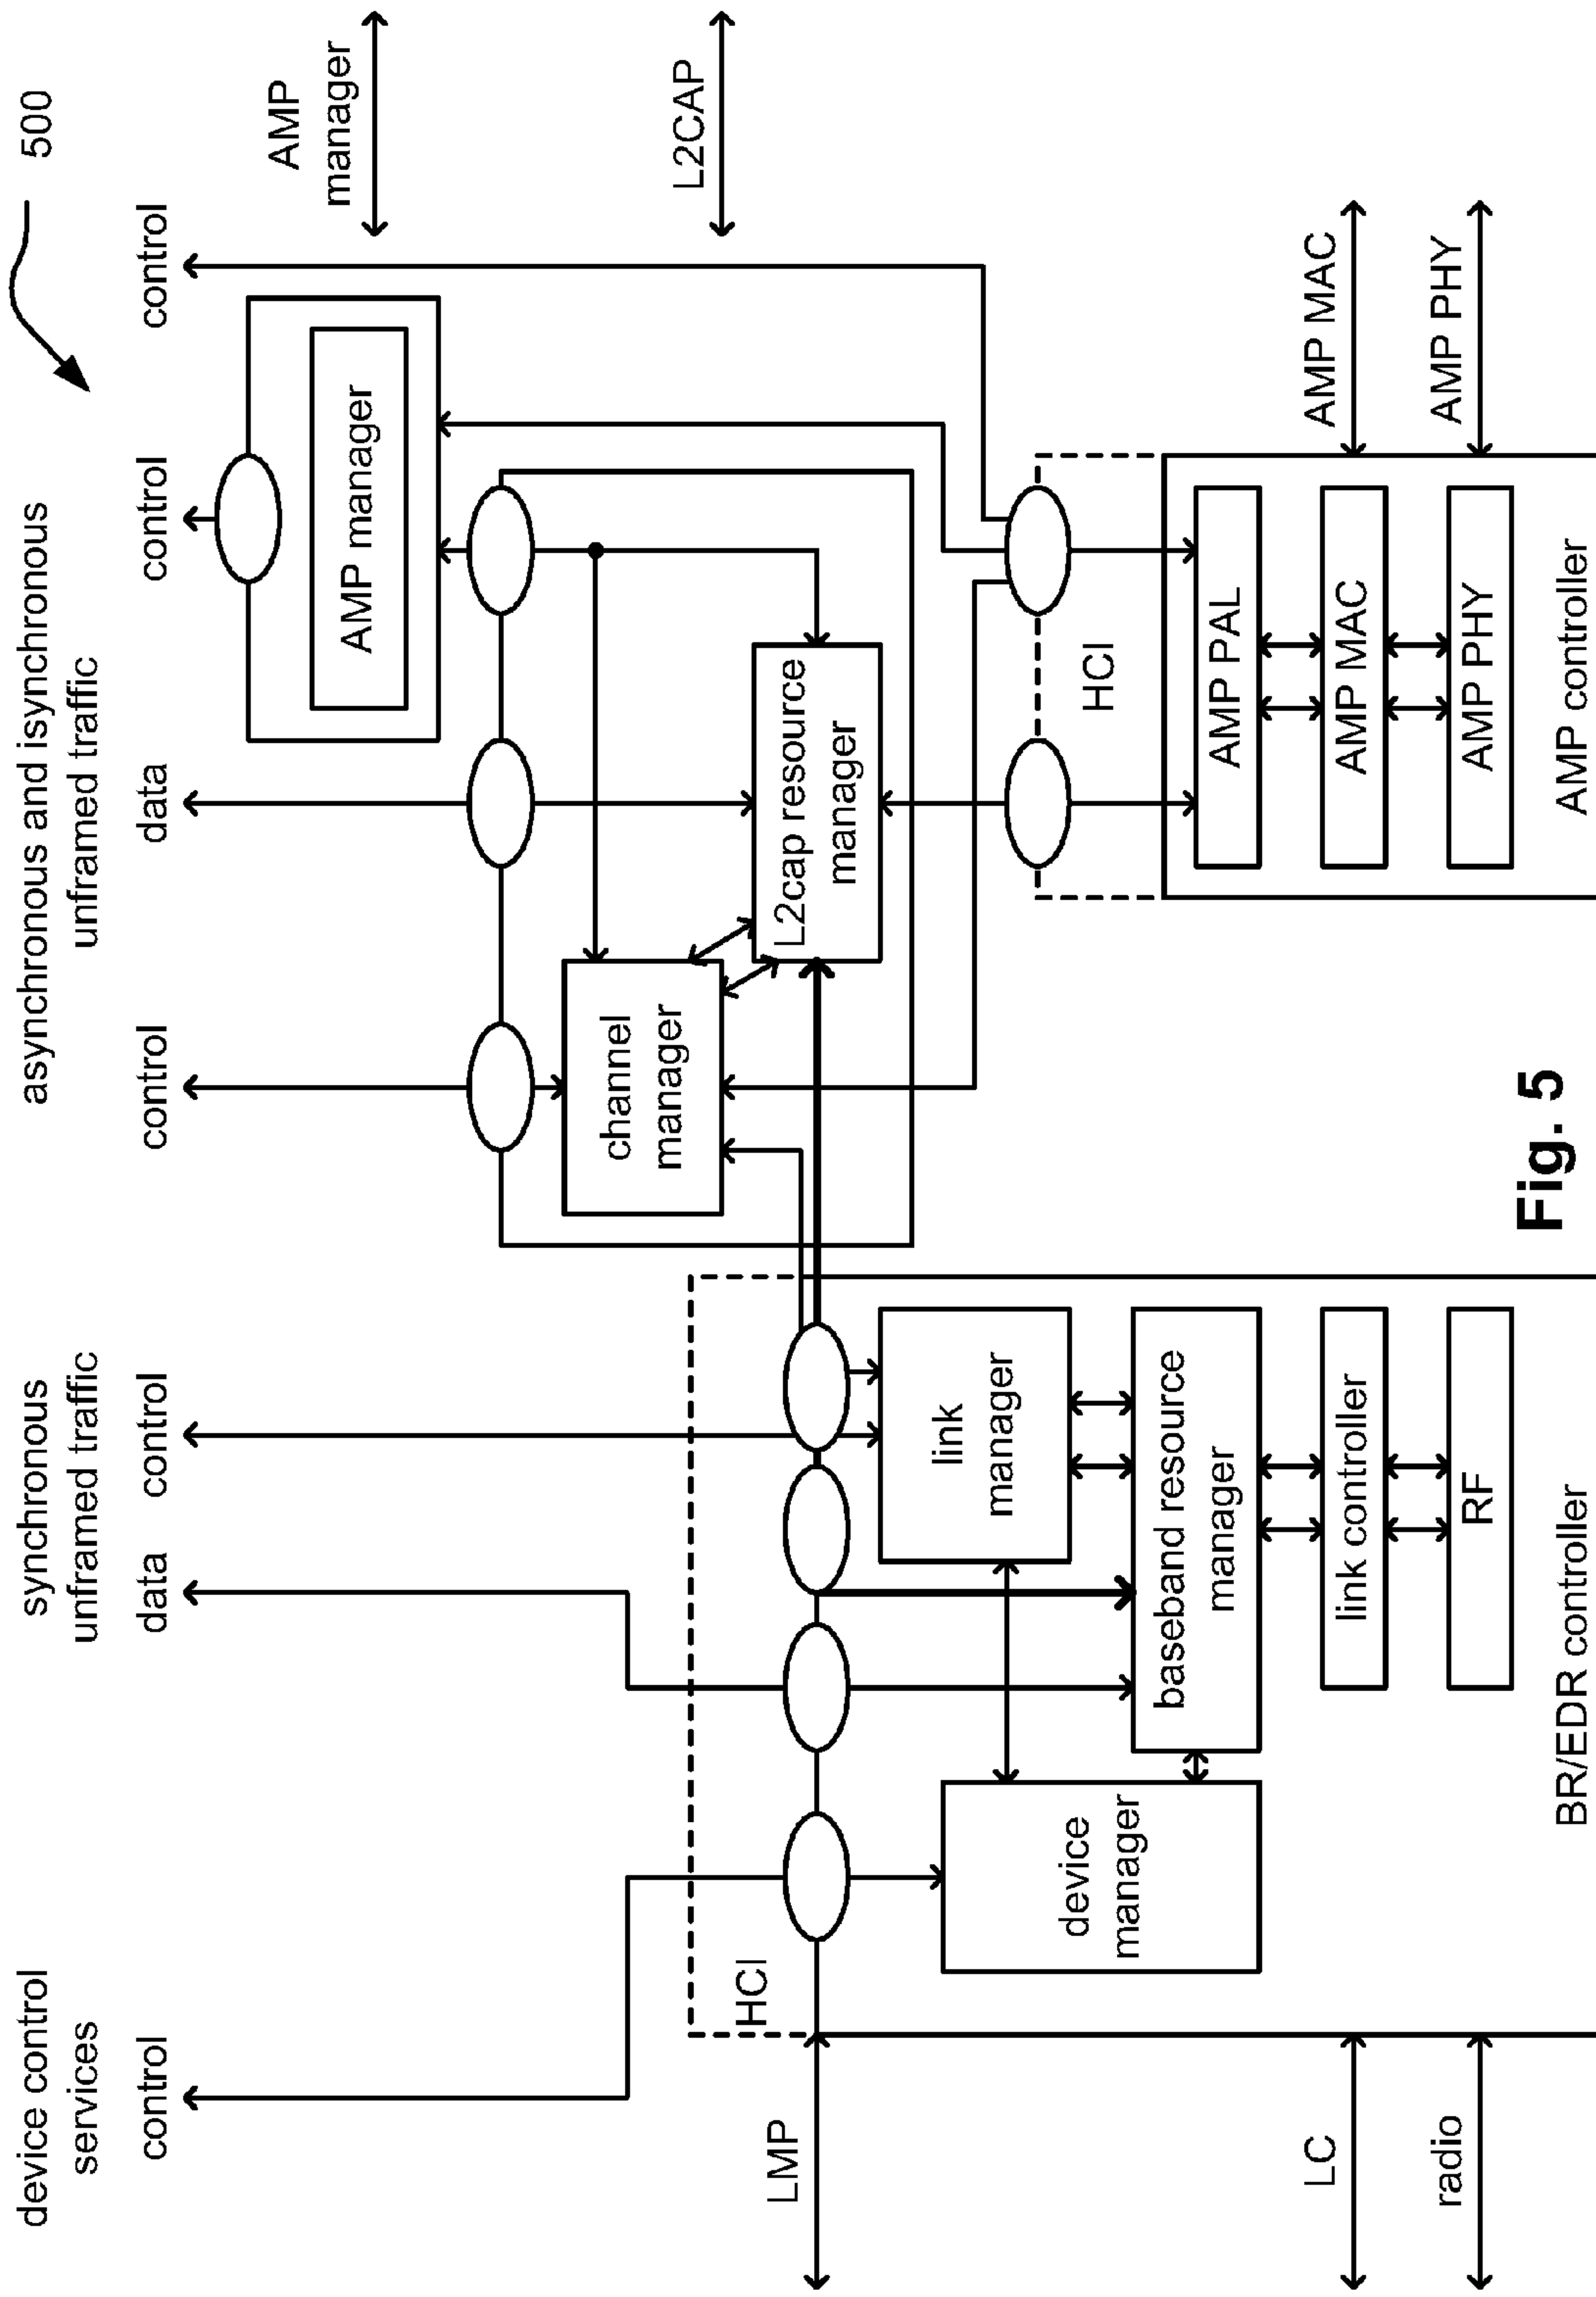 500
device control
services
synchronous
unframed traffic
asynchronous and isynchronous
unframed traffic
control
data
control
control
data
control
control
AMP
manager
AMP manager
L2CAP
channel
manager
L2cap resource
manager
HCI
LMP
link
manager
device
manager
baseband resource
manager
link controller
RF
LC
radio
BR/EDR controller
HCI
AMP PAL
AMP MAC
AMP PHY
AMP MAC
AMP PHY
AMP controller
Fig. 5